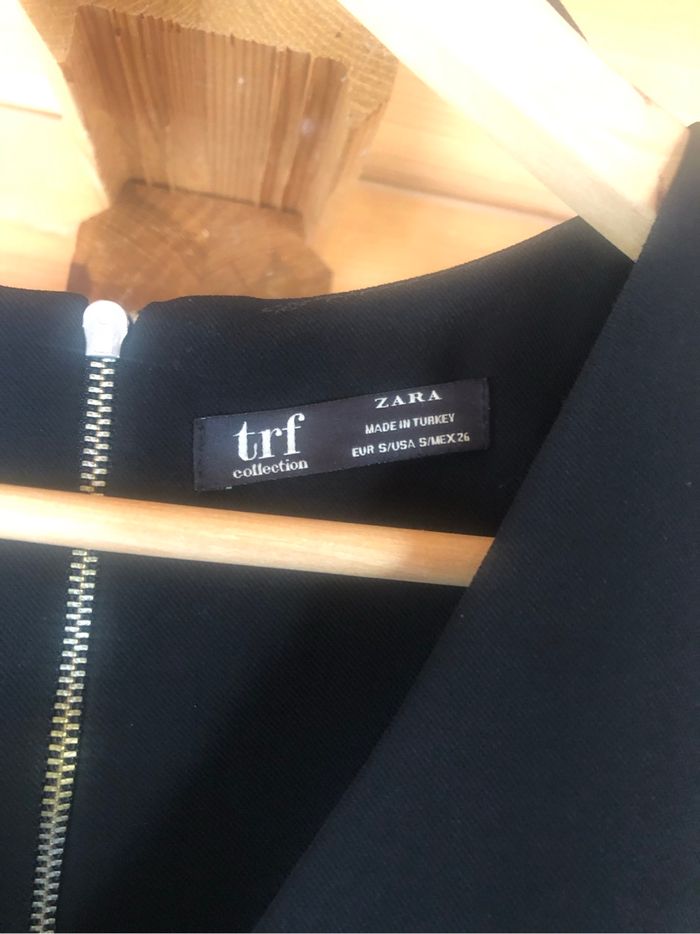 trf
collection
ZARA
MADE IN TURKEY
EUR S/USA S/MEX 26